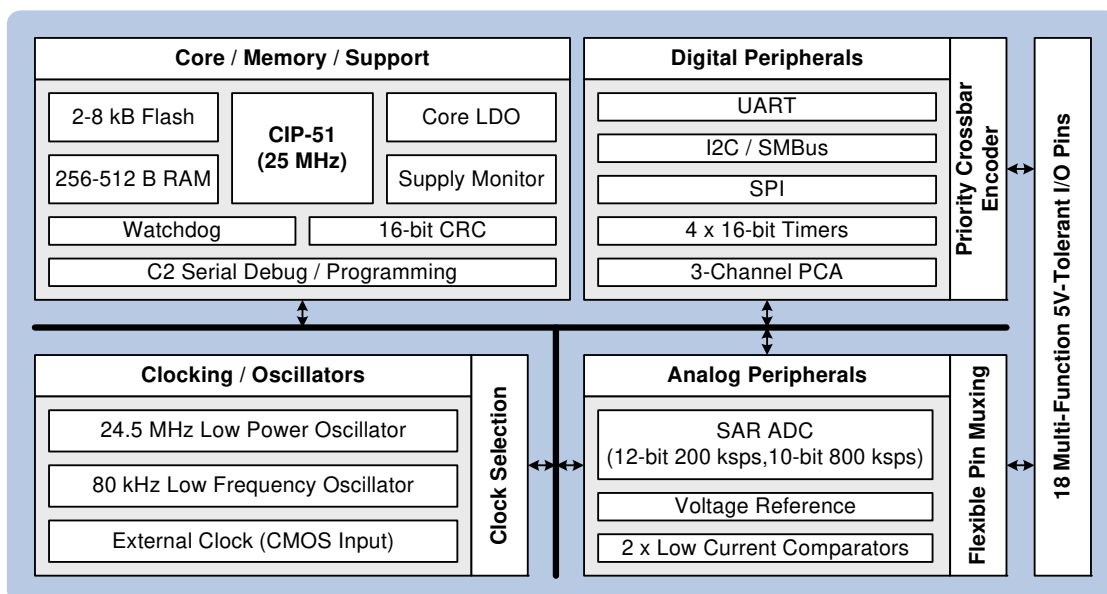 Core / Memory / Support
2-8 kB Flash
CIP-51
(25 MHz)
Core LDO
256-512 B RAM
Supply Monitor
Watchdog
16-bit CRC
C2 Serial Debug / Programming
Digital Peripherals
UART
I2C / SMBus
SPI
4 x 16-bit Timers
3-Channel PCA
Priority Crossbar
Encoder
18 Multi-Function 5V-Tolerant I/O Pins
Clocking / Oscillators
24.5 MHz Low Power Oscillator
80 kHz Low Frequency Oscillator
External Clock (CMOS Input)
Clock Selection
Analog Peripherals
SAR ADC
(12-bit 200 ksps,10-bit 800 ksps)
Voltage Reference
2 x Low Current Comparators
Flexible Pin Muxing